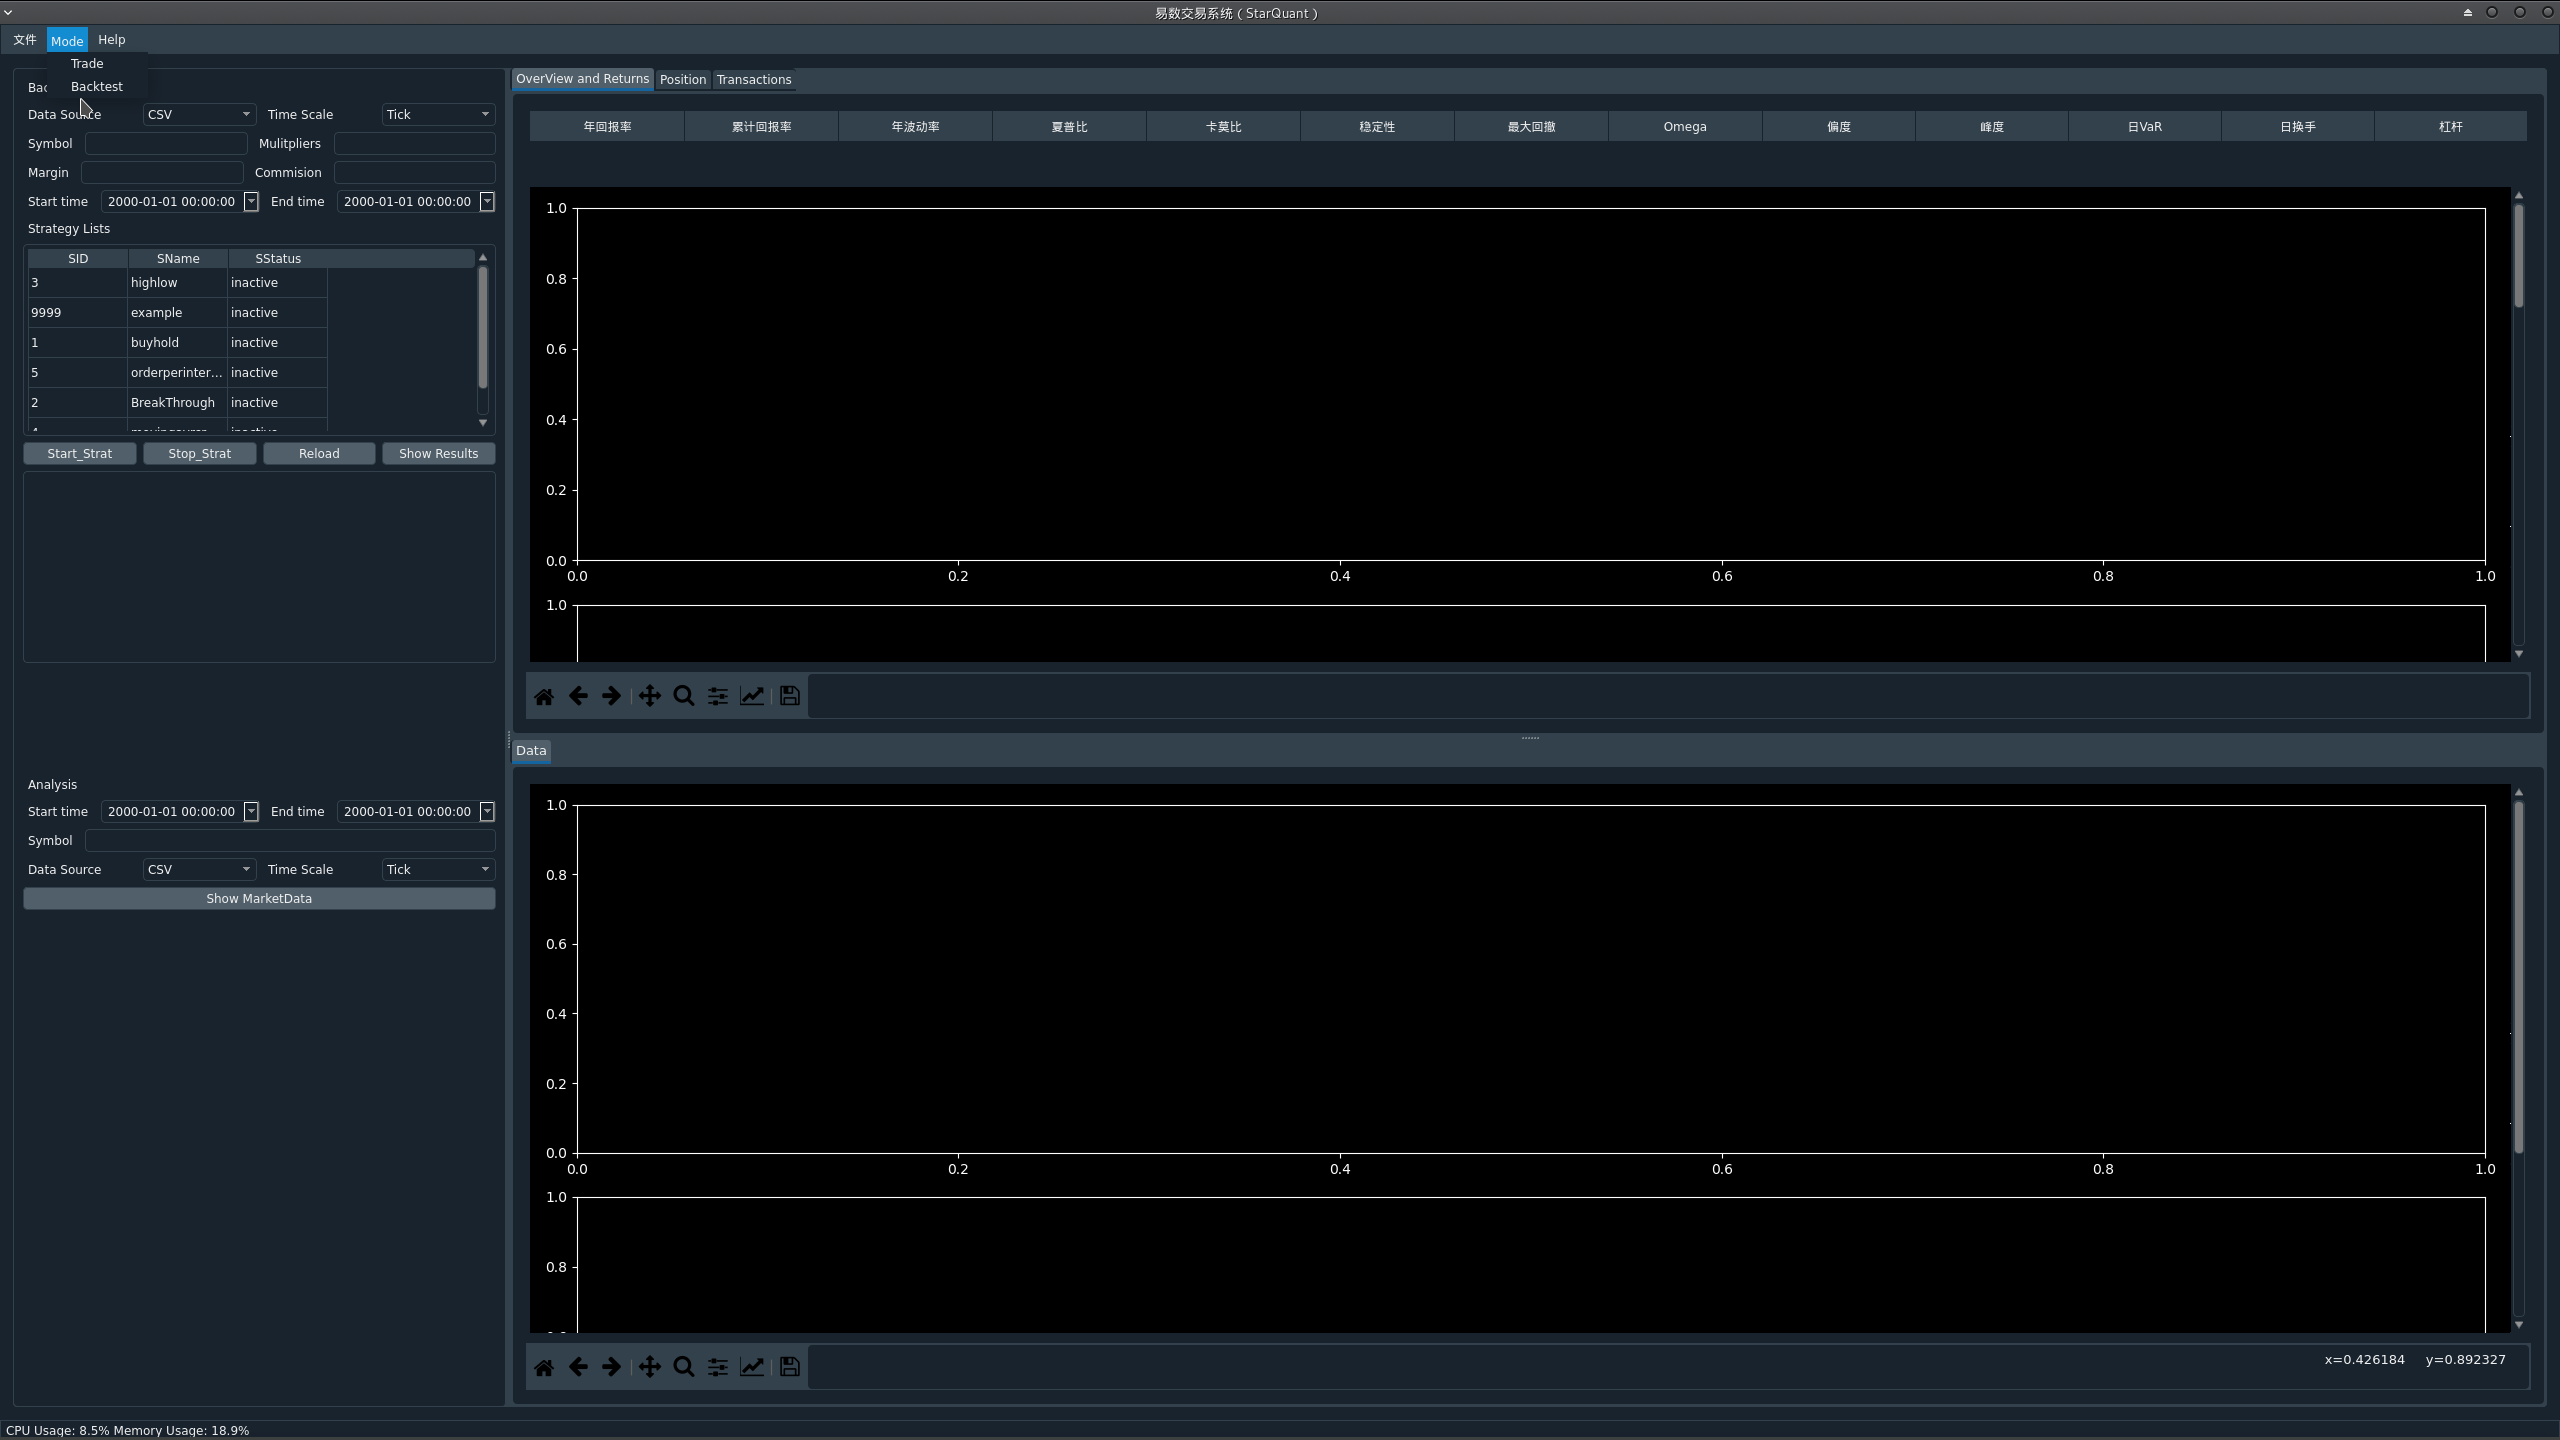 易数交易系统（StarQuant）
文件 Mode Help
Trade
Backtest
Bac
Data Source CSV Time Scale Tick
Symbol Mulitpliers
Margin Commision
Start time 2000-01-01 00:00:00 End time 2000-01-01 00:00:00
Strategy Lists
SID SName SStatus
3 highlow inactive
9999 example inactive
1 buyhold inactive
5 orderperinter... inactive
2 BreakThrough inactive
Start_Strat Stop_Strat Reload Show Results
Analysis
Start time 2000-01-01 00:00:00 End time 2000-01-01 00:00:00
Symbol
Data Source CSV Time Scale Tick
Show MarketData
OverView and Returns Position Transactions
年回报率 累计回报率 年波动率 夏普比 卡莫比 稳定性 最大回撤 Omega 偏度 峰度 日VaR 日换手 杠杆
1.0
0.8
0.6
0.4
0.2
0.0
0.0 0.2 0.4 0.6 0.8 1.0
1.0
Data
1.0
0.8
0.6
0.4
0.2
0.0
0.0 0.2 0.4 0.6 0.8 1.0
1.0
0.8
x=0.426184 y=0.892327
CPU Usage: 8.5% Memory Usage: 18.9%